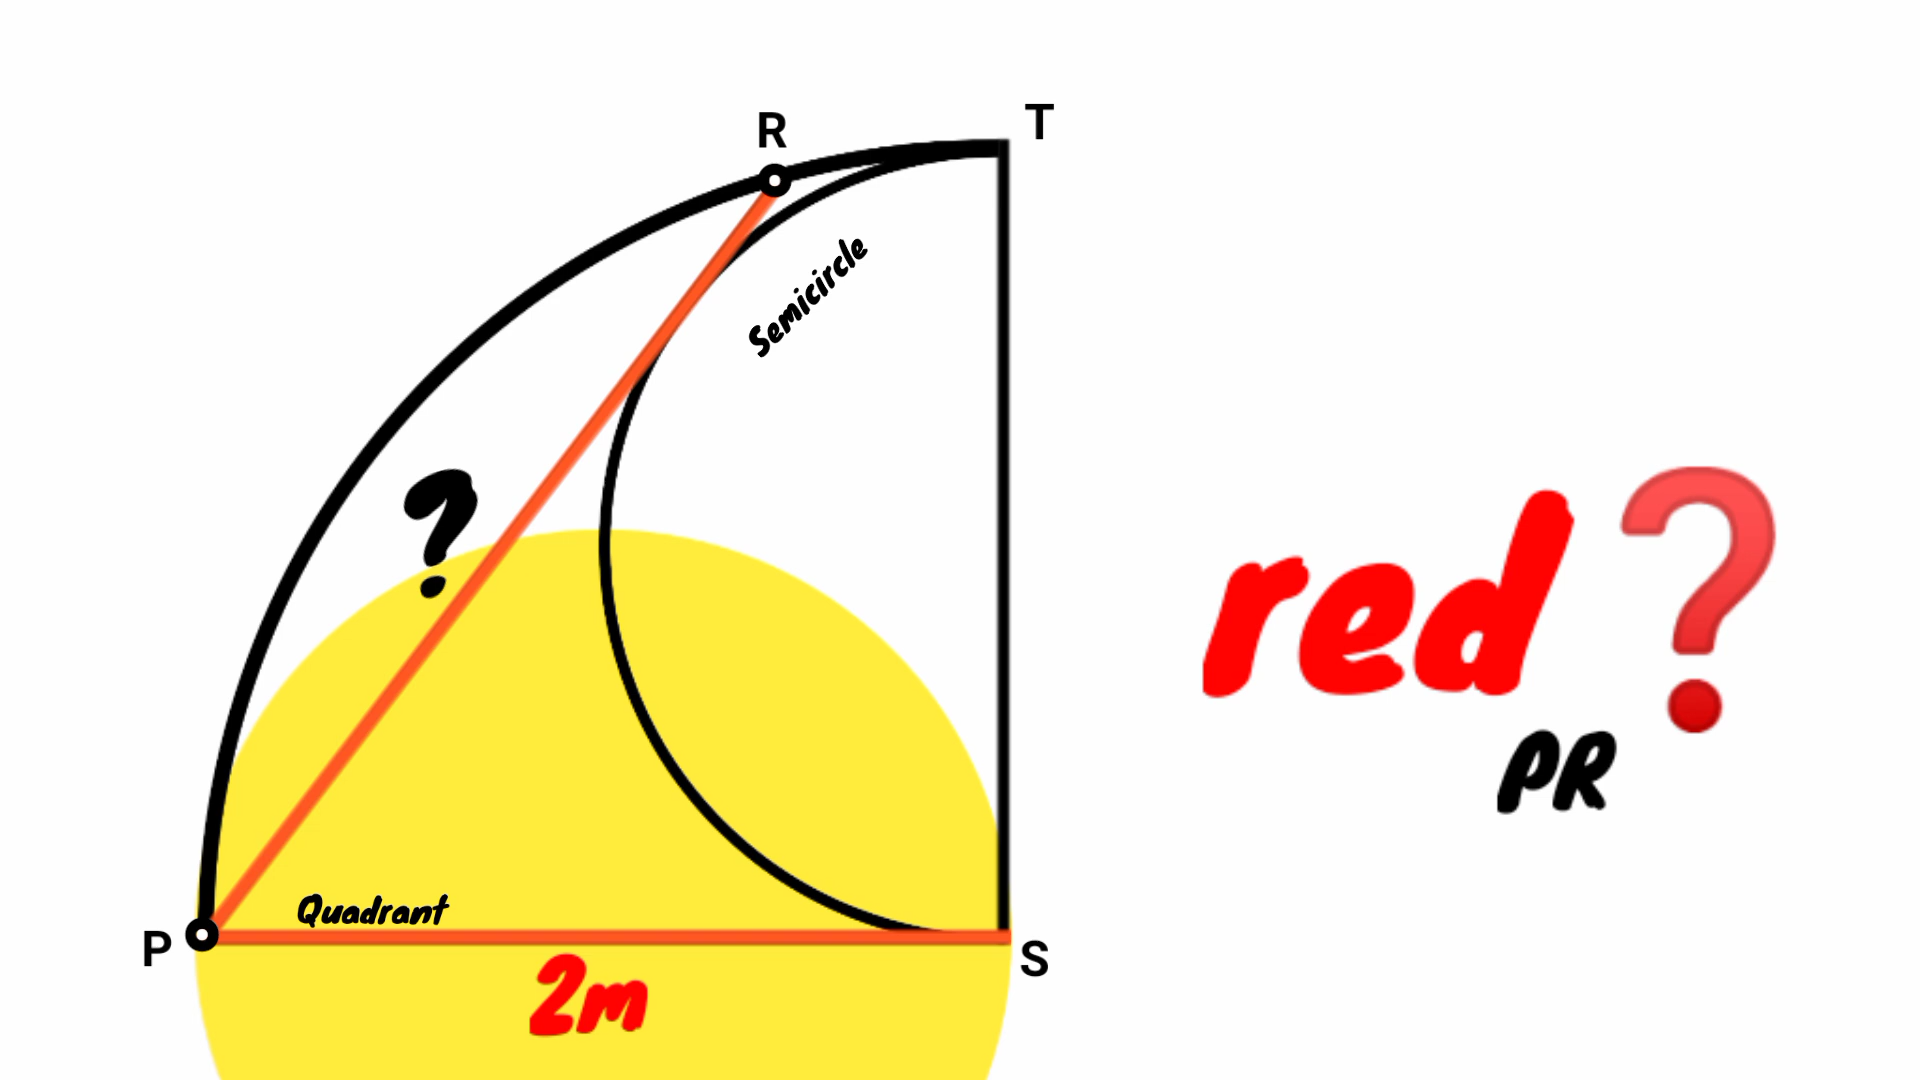 T
R
Semicircle
?
red?
PR
Quadrant
P
S
2m